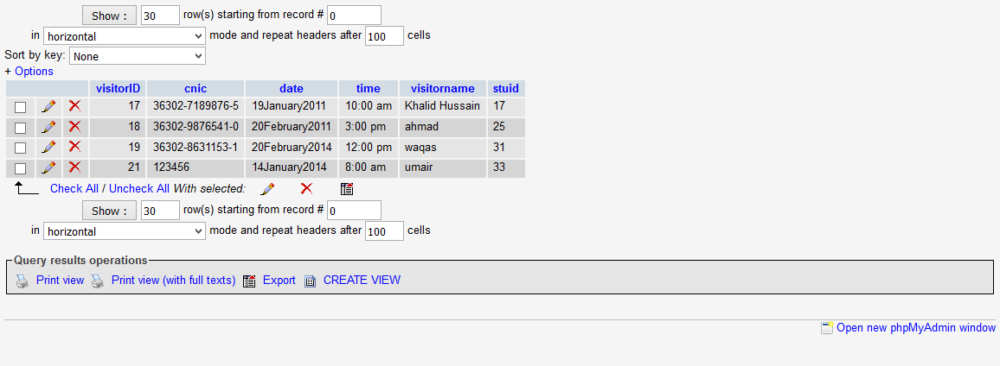 Show : 30 row(s) starting from record # 0
in horizontal mode and repeat headers after 100 cells
Sort by key: None
+ Options
visitorID cnic date time visitorname stuid
17 36302-7189876-5 19January2011 10:00 am Khalid Hussain 17
18 36302-9876541-0 20February2011 3:00 pm ahmad 25
19 36302-8631153-1 20February2014 12:00 pm waqas 31
21 123456 14January2014 8:00 am umair 33
Check All / Uncheck All With selected:
Show : 30 row(s) starting from record # 0
in horizontal mode and repeat headers after 100 cells
Query results operations
Print view Print view (with full texts) Export CREATE VIEW
Open new phpMyAdmin window